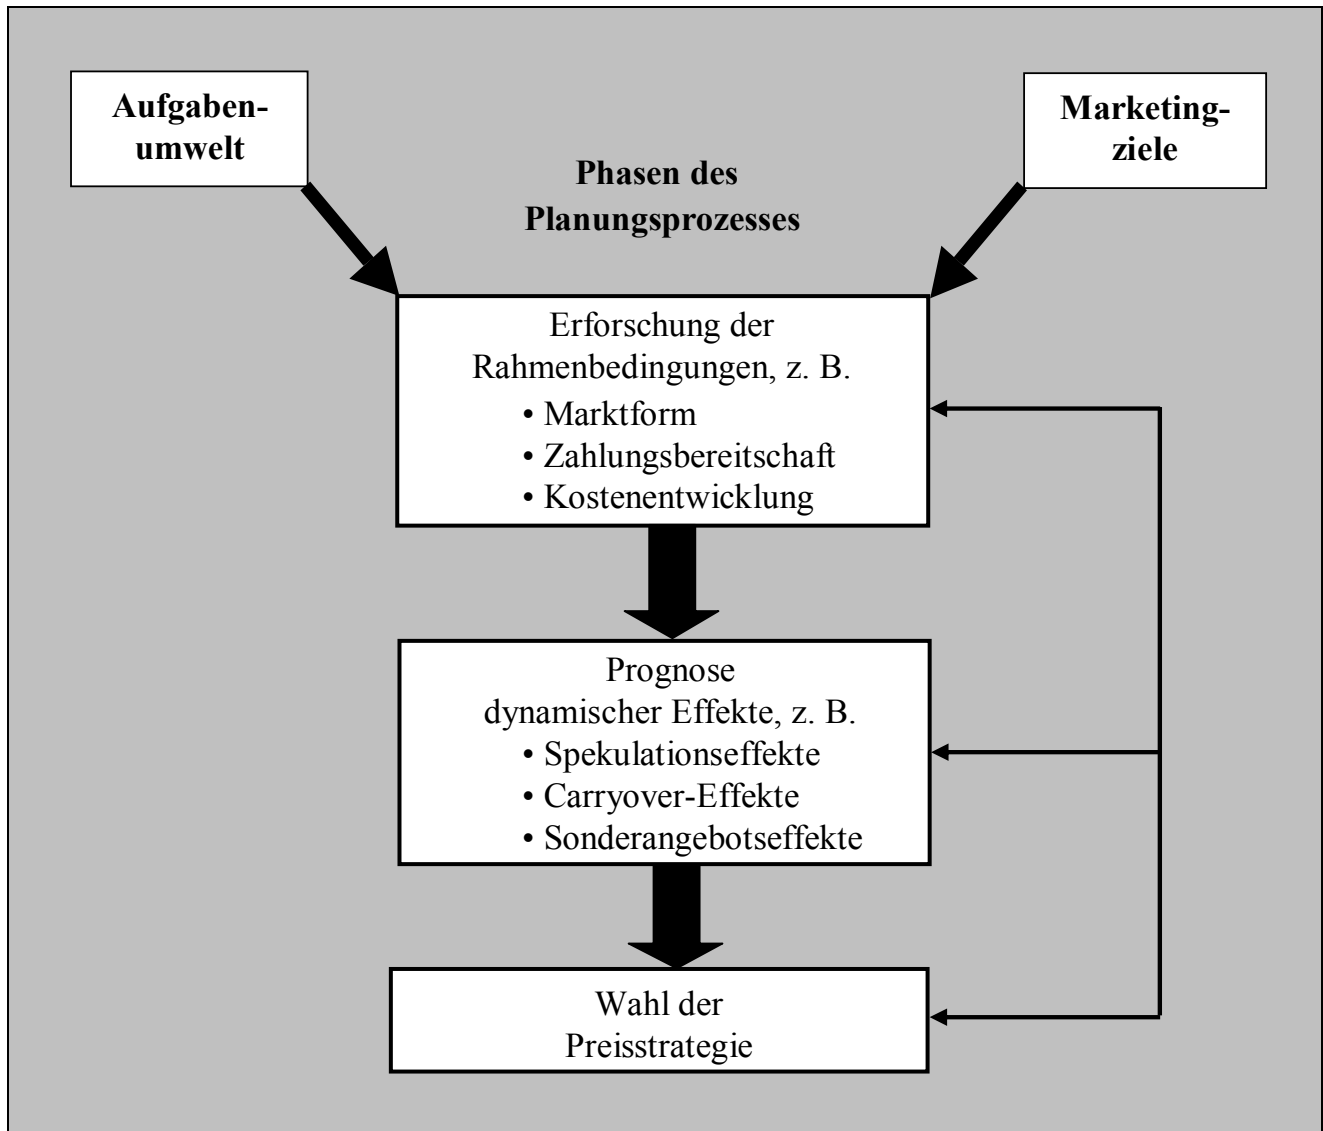 Aufgaben-
umwelt
Marketing-
ziele
Phasen des
Planungsprozesses
Erforschung der
Rahmenbedingungen, z. B.
• Marktform
• Zahlungsbereitschaft
• Kostenentwicklung
Prognose
dynamischer Effekte, z. B.
• Spekulationseffekte
• Carryover-Effekte
• Sonderangebotseffekte
Wahl der
Preisstrategie